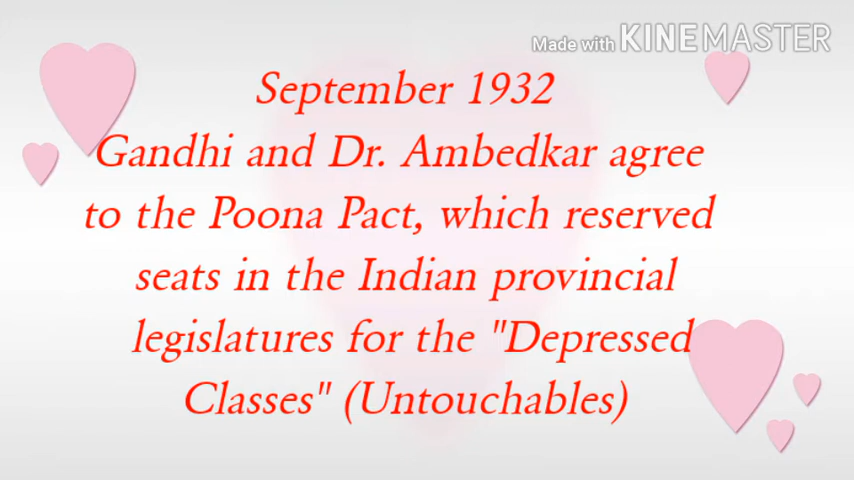 Made with KINEMASTER
September 1932
Gandhi and Dr. Ambedkar agree
to the Poona Pact, which reserved
seats in the Indian provincial
legislatures for the "Depressed
Classes" (Untouchables)